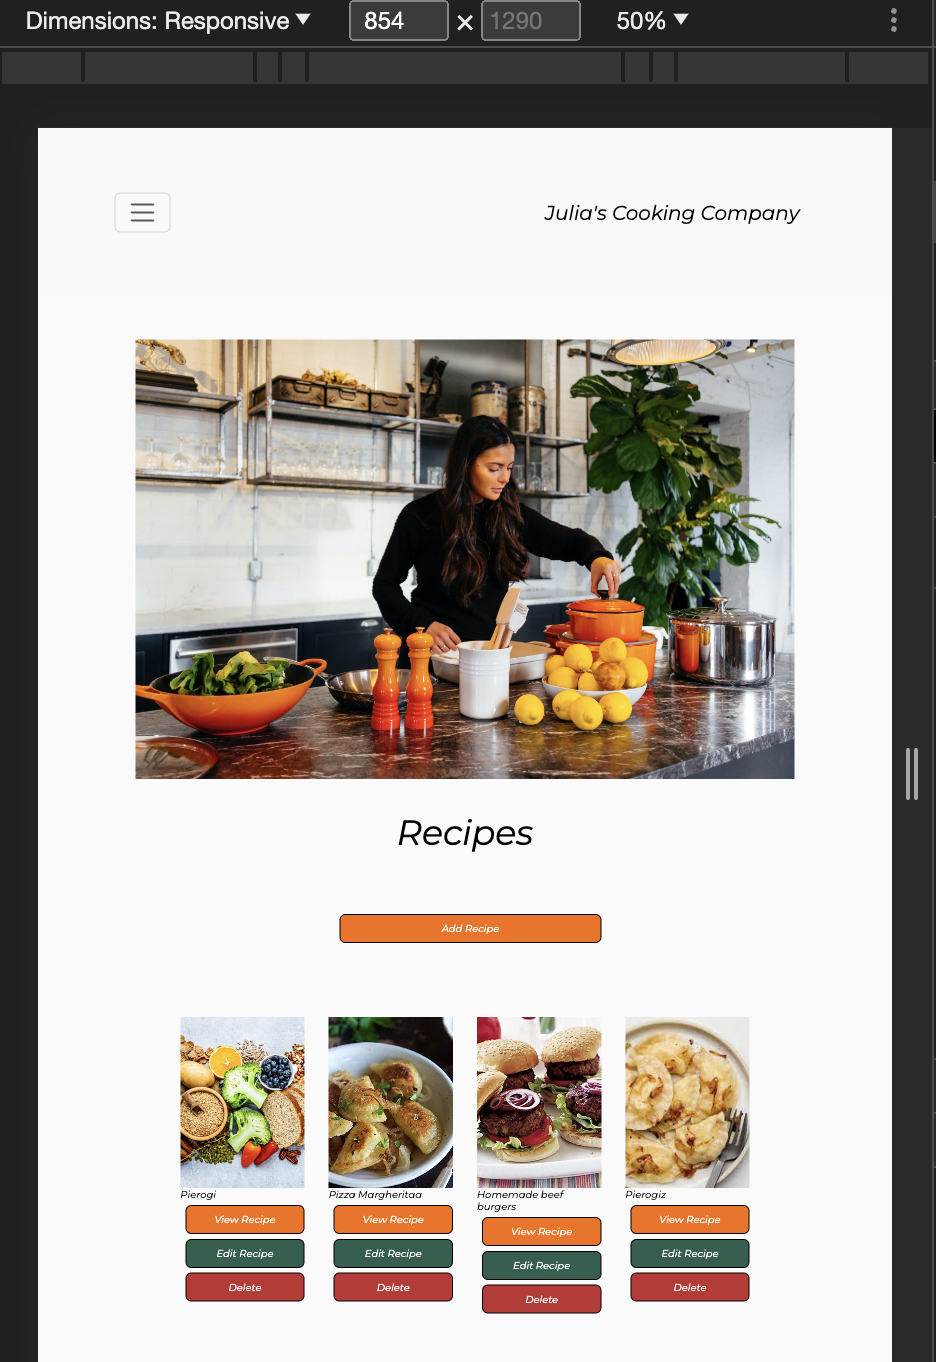 Dimensions: Responsive ▼ 854 × 1290 50% ▼
Julia's Cooking Company
Recipes
Add Recipe
Pierogi
View Recipe
Edit Recipe
Delete
Pizza Margheritaa
View Recipe
Edit Recipe
Delete
Homemade beef
burgers
View Recipe
Edit Recipe
Delete
Pierogiz
View Recipe
Edit Recipe
Delete